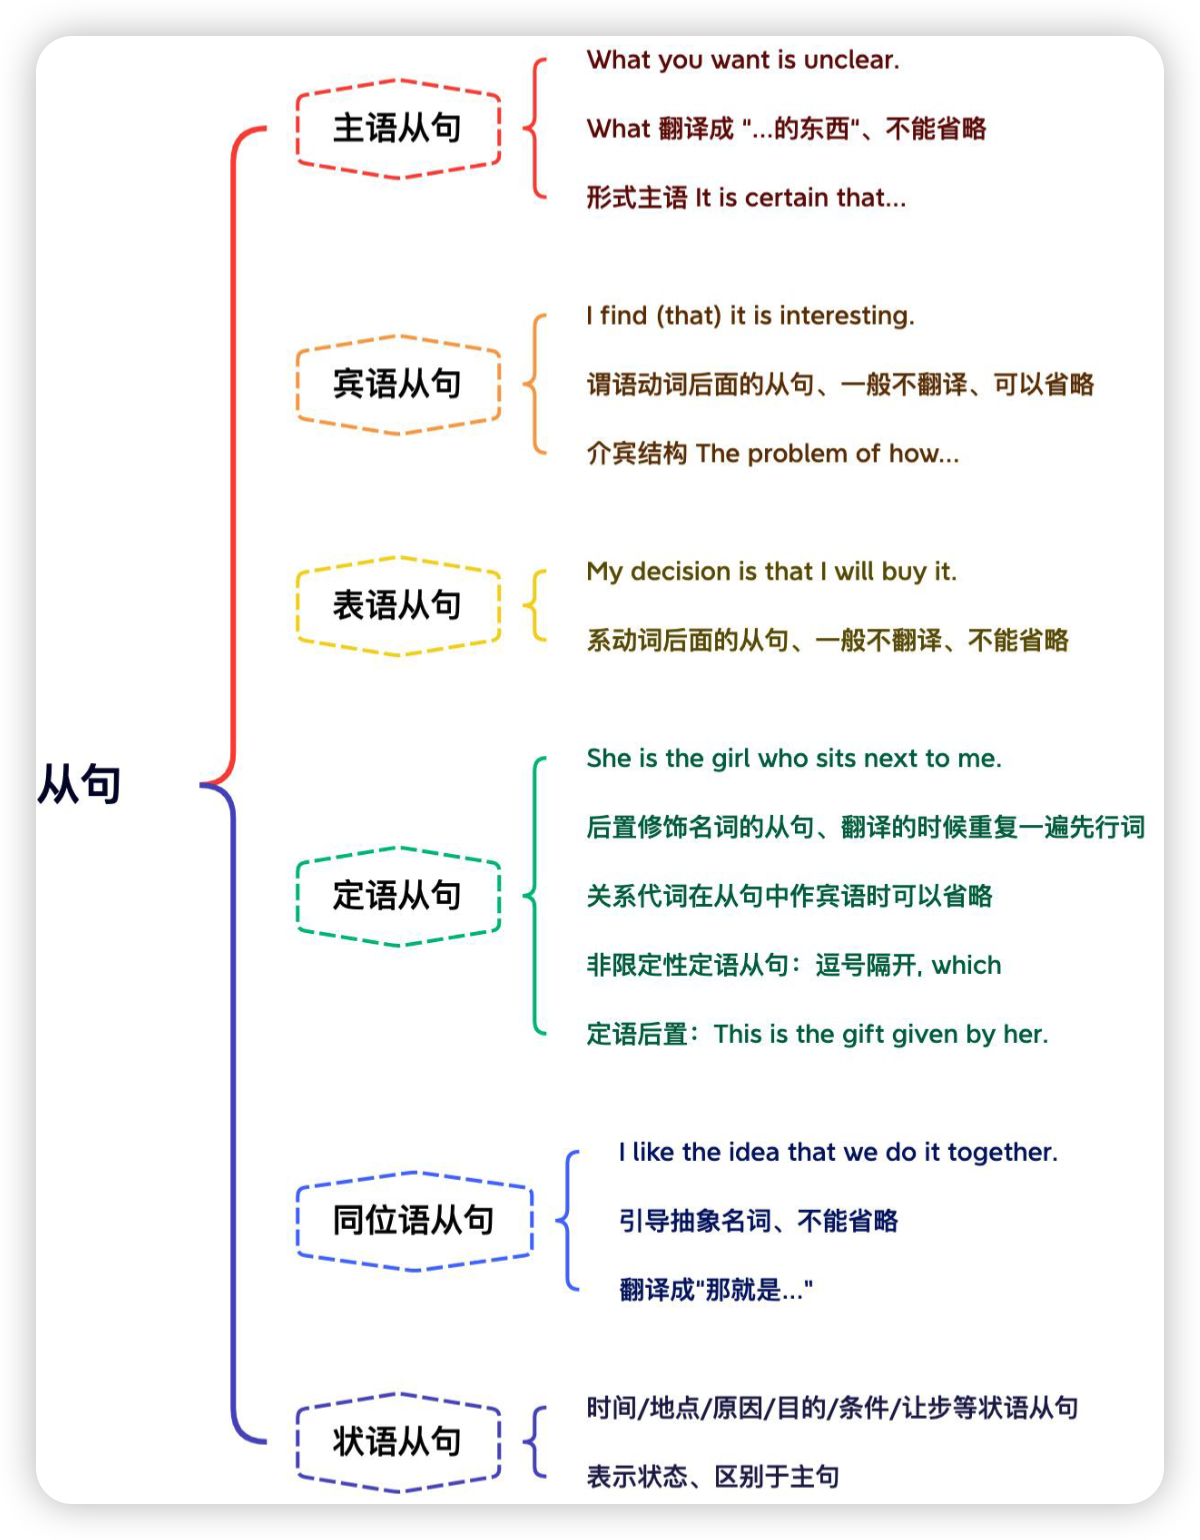 从句
主语从句
What you want is unclear.
What 翻译成 "...的东西"、不能省略
形式主语 It is certain that...
宾语从句
I find (that) it is interesting.
谓语动词后面的从句、一般不翻译、可以省略
介宾结构 The problem of how...
表语从句
My decision is that I will buy it.
系动词后面的从句、一般不翻译、不能省略
定语从句
She is the girl who sits next to me.
后置修饰名词的从句、翻译的时候重复一遍先行词
关系代词在从句中作宾语时可以省略
非限定性定语从句：逗号隔开, which
定语后置：This is the gift given by her.
同位语从句
I like the idea that we do it together.
引导抽象名词、不能省略
翻译成"那就是..."
状语从句
时间/地点/原因/目的/条件/让步等状语从句
表示状态、区别于主句